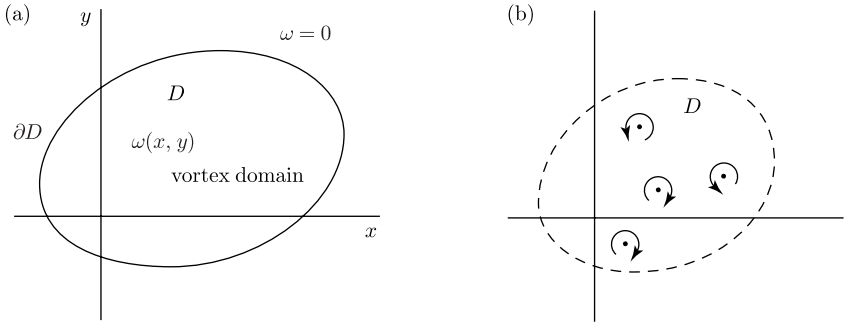 (a)
y
ω = 0
D
∂D
ω(x, y)
vortex domain
x
(b)
D